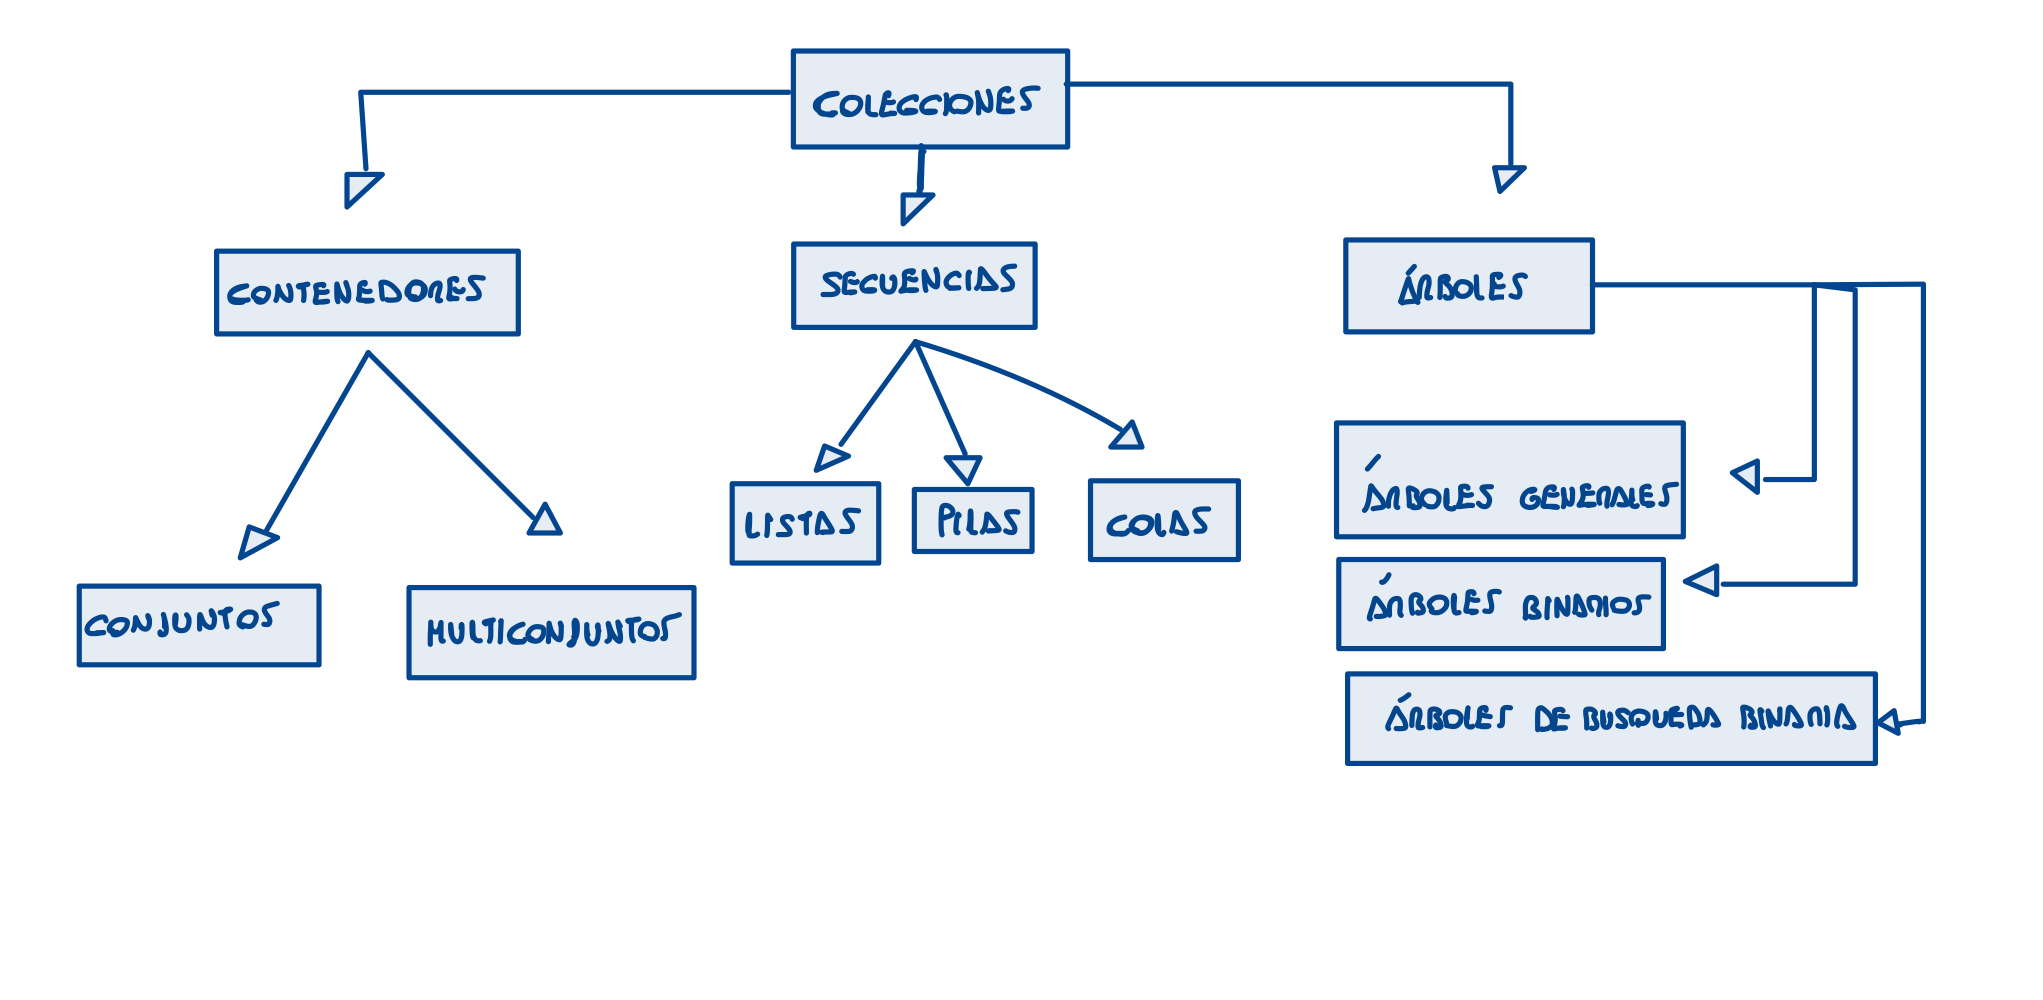 COLECCIONES
CONTENEDORES
SECUENCIAS
ÁRBOLES
LISTAS
PILAS
COLAS
ÁRBOLES GENERALES
CONJUNTOS
MULTICONJUNTOS
ÁRBOLES BINARIOS
ÁRBOLES DE BUSQUEDA BINARIA